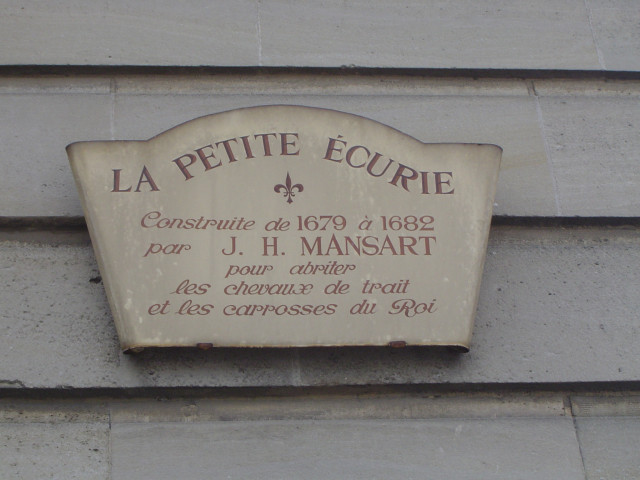 LA PETITE ÉCURIE
Construite de 1679 à 1682
par J. H. MANSART
pour abriter
les chevaux de trait
et les carrosses du Roi